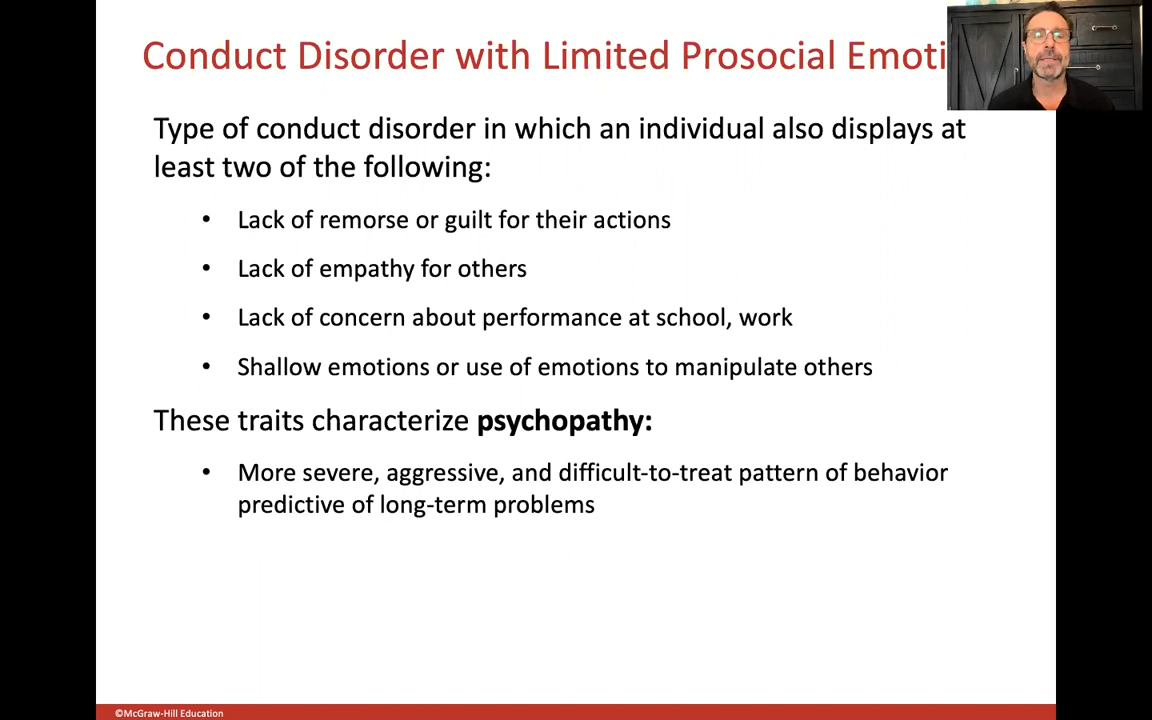 Conduct Disorder with Limited Prosocial Emoti
Type of conduct disorder in which an individual also displays at
least two of the following:
• Lack of remorse or guilt for their actions
• Lack of empathy for others
• Lack of concern about performance at school, work
• Shallow emotions or use of emotions to manipulate others
These traits characterize psychopathy:
• More severe, aggressive, and difficult-to-treat pattern of behavior
predictive of long-term problems
©McGraw-Hill Education